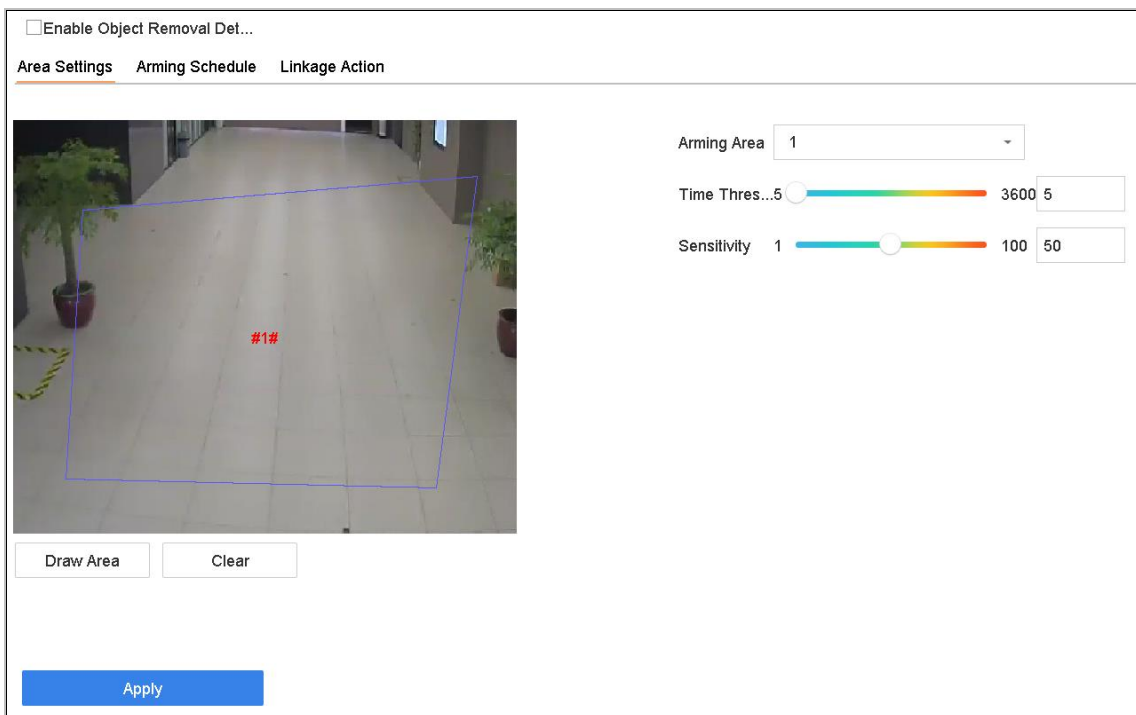 Enable Object Removal Det...
Area Settings Arming Schedule Linkage Action
Arming Area 1
Time Thres...5 3600 5
Sensitivity 1 100 50
#1#
Draw Area Clear
Apply